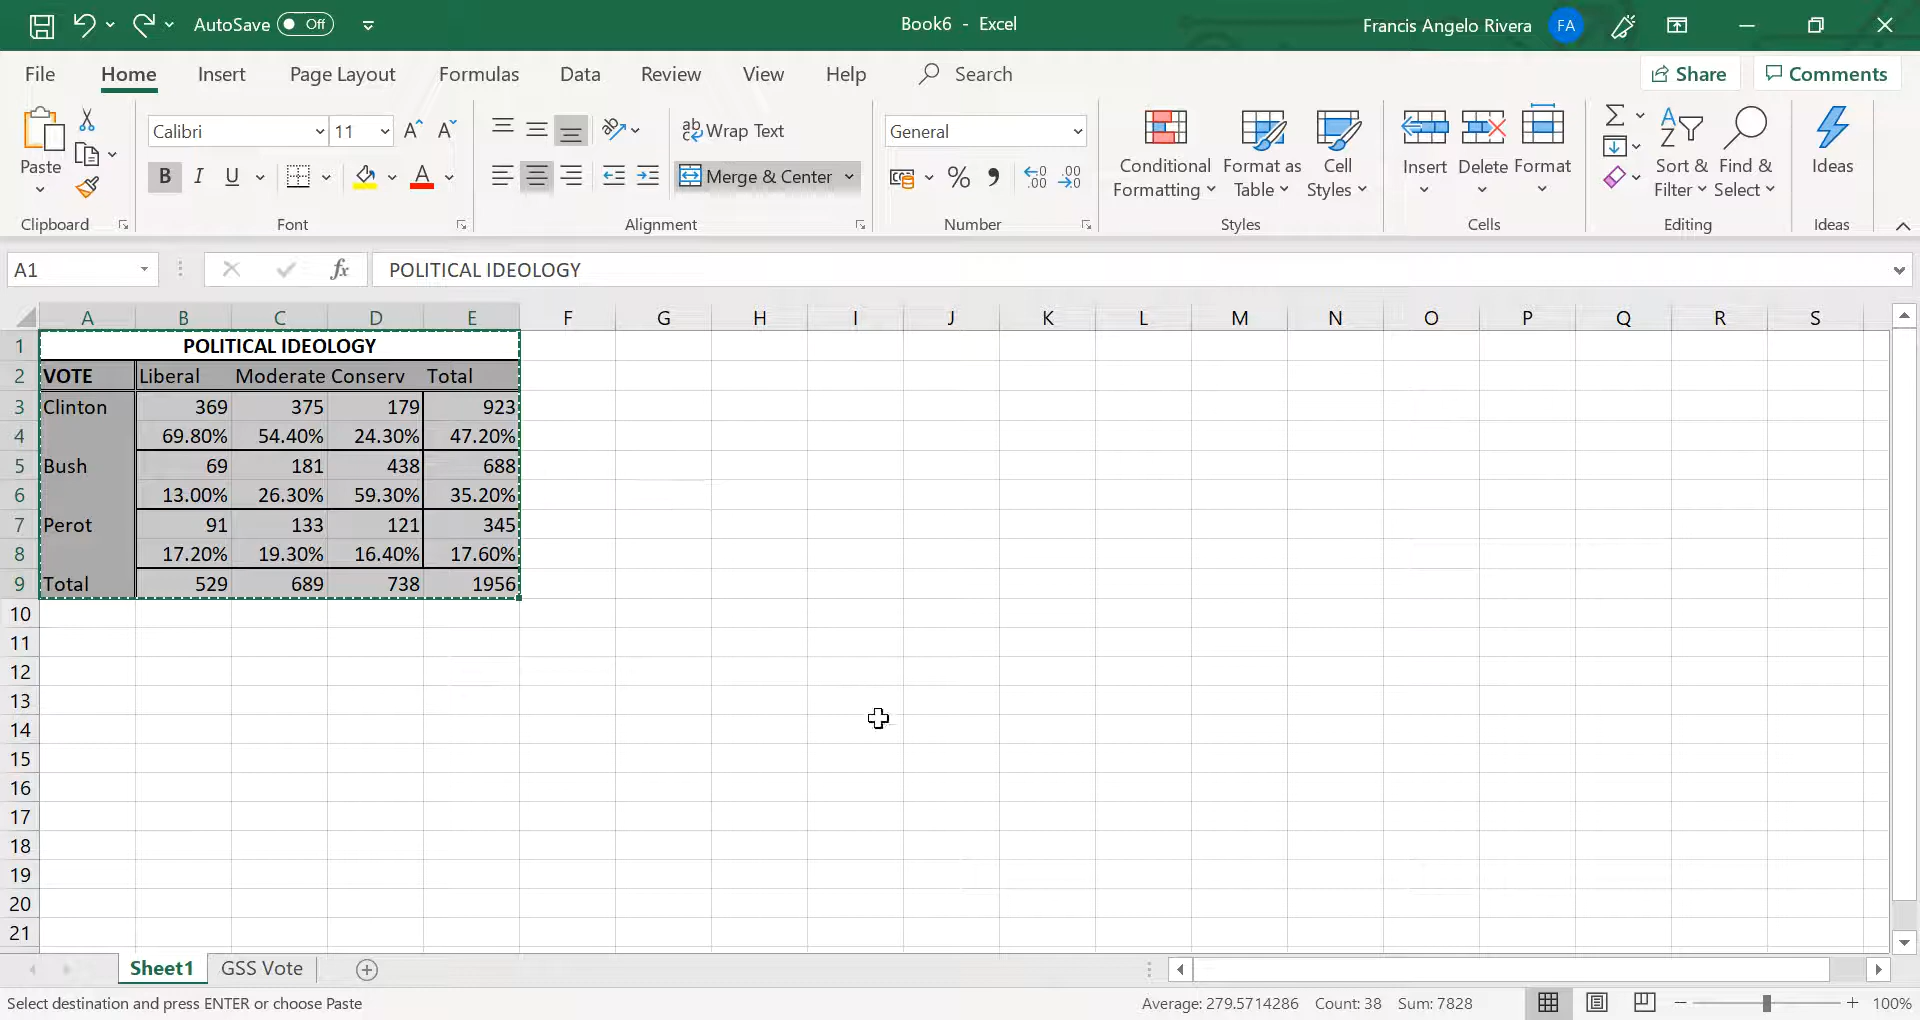 AutoSave Off Book6 - Excel Francis Angelo Rivera FA
File Home Insert Page Layout Formulas Data Review View Help Search Share Comments
Paste Calibri 11 B I U A Wrap Text Merge & Center General % Conditional Formatting Format as Table Cell Styles Insert Delete Format Sort & Filter Find & Select Ideas
Clipboard Font Alignment Number Styles Cells Editing Ideas
A1 fx POLITICAL IDEOLOGY
A B C D E F G H I J K L M N O P Q R S
1 POLITICAL IDEOLOGY
2 VOTE Liberal Moderate Conserv Total
3 Clinton 369 375 179 923
4 69.80% 54.40% 24.30% 47.20%
5 Bush 69 181 438 688
6 13.00% 26.30% 59.30% 35.20%
7 Perot 91 133 121 345
8 17.20% 19.30% 16.40% 17.60%
9 Total 529 689 738 1956
10
11
12
13
14
15
16
17
18
19
20
21
Sheet1 GSS Vote
Select destination and press ENTER or choose Paste Average: 279.5714286 Count: 38 Sum: 7828 100%